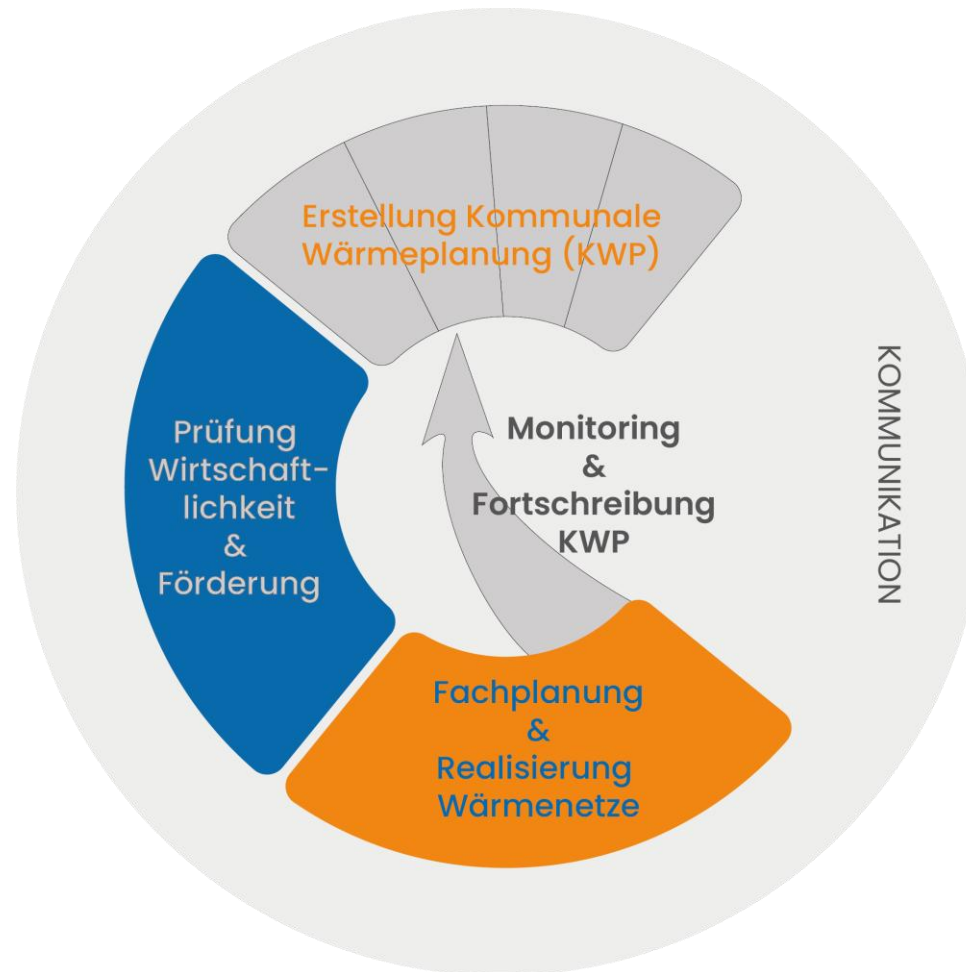 Erstellung Kommunale
Wärmeplanung (KWP)
Prüfung
Wirtschaft-
lichkeit
&
Förderung
Monitoring
&
Fortschreibung
KWP
Fachplanung
&
Realisierung
Wärmenetze
KOMMUNIKATION